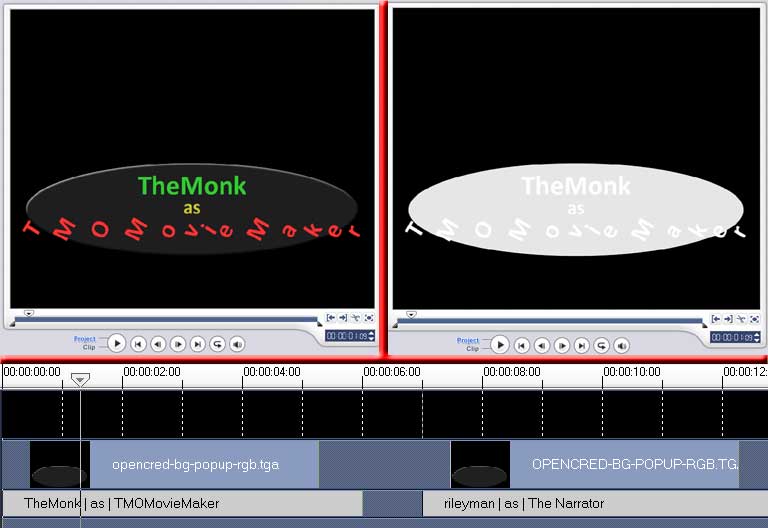 TheMonk
as
TMOMovieMaker
TheMonk
as
TMOMovieMaker
Project
Clip
00:00:01:09
Project
Clip
00:00:01:09
00:00:00:00 00:00:02:00 00:00:04:00 00:00:06:00 00:00:08:00 00:00:10:00 00:00:12:
opencred-bg-popup-rgb.tga OPENCRED-BG-POPUP-RGB.TG
TheMonk | as | TMOMovieMaker rileyman | as | The Narrator